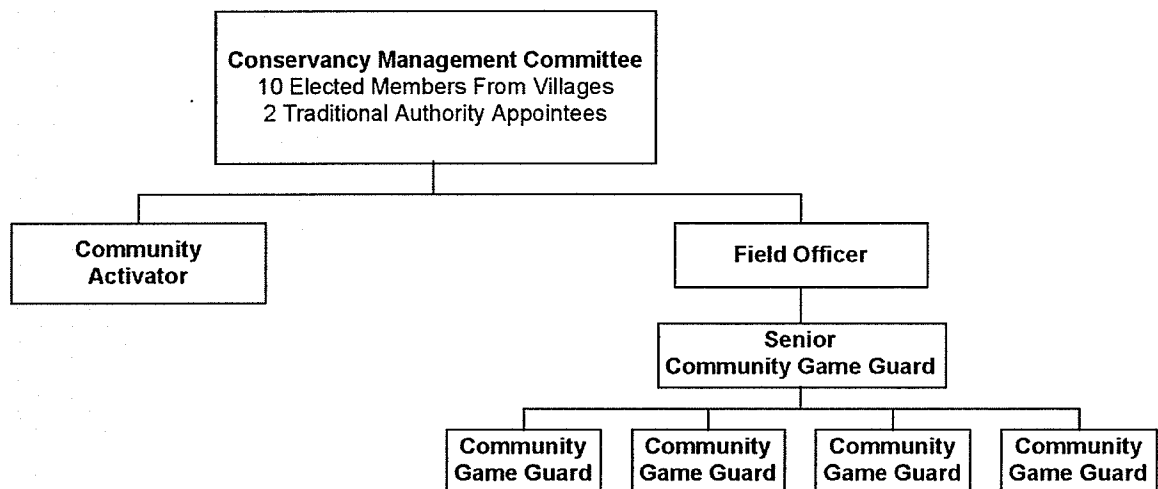 Conservancy Management Committee
10 Elected Members From Villages
2 Traditional Authority Appointees
Community
Activator
Field Officer
Senior
Community Game Guard
Community
Game Guard
Community
Game Guard
Community
Game Guard
Community
Game Guard